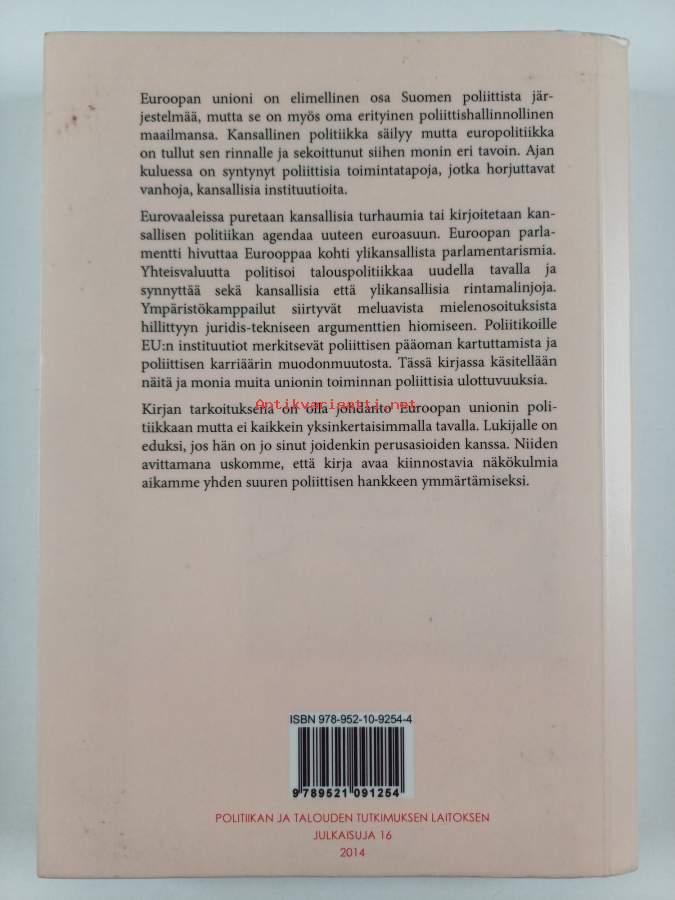 Euroopan unioni on elimellinen osa Suomen poliittista jär-
jestelmää, mutta se on myös oma erityinen poliittishallinnollinen
maailmansa. Kansallinen politiikka säilyy mutta europolitiikka
on tullut sen rinnalle ja sekoittunut siihen monin eri tavoin. Ajan
kuluessa on syntynyt poliittisia toimintatapoja, jotka horjuttavat
vanhoja, kansallisia instituutioita.
Eurovaaleissa puretaan kansallisia turhaumia tai kirjoitetaan kan-
sallisen politiikan agendaa uuteen euroasuun. Euroopan parla-
mentti hivuttaa Eurooppaa kohti ylikansallista parlamentarismia.
Yhteisvaluutta politisoi talouspolitiikkaa uudella tavalla ja
synnyttää sekä kansallisia että ylikansallisia rintamalinjoja.
Ympäristökamppailut siirtyvät meluavista mielenosoituksista
hillittyyn juridis-tekniseen argumenttien hiomiseen. Poliitikoille
EU:n instituutiot merkitsevät poliittisen pääoman kartuttamista ja
poliittisen karriäärin muodonmuutosta. Tässä kirjassa käsitellään
näitä ja monia muita unionin toiminnan poliittisia ulottuvuuksia.
Antikvariaatti.net
Kirjan tarkoituksena on olla johdanto Euroopan unionin poli-
tiikkaan mutta ei kaikkein yksinkertaisimmalla tavalla. Lukijalle on
eduksi, jos hän on jo sinut joidenkin perusasioiden kanssa. Niiden
avittamana uskomme, että kirja avaa kiinnostavia näkökulmia
aikamme yhden suuren poliittisen hankkeen ymmärtämiseksi.
ISBN 978-952-10-9254-4
9 789521 091254
POLITIIKAN JA TALOUDEN TUTKIMUKSEN LAITOKSEN
JULKAISUJA 16
2014